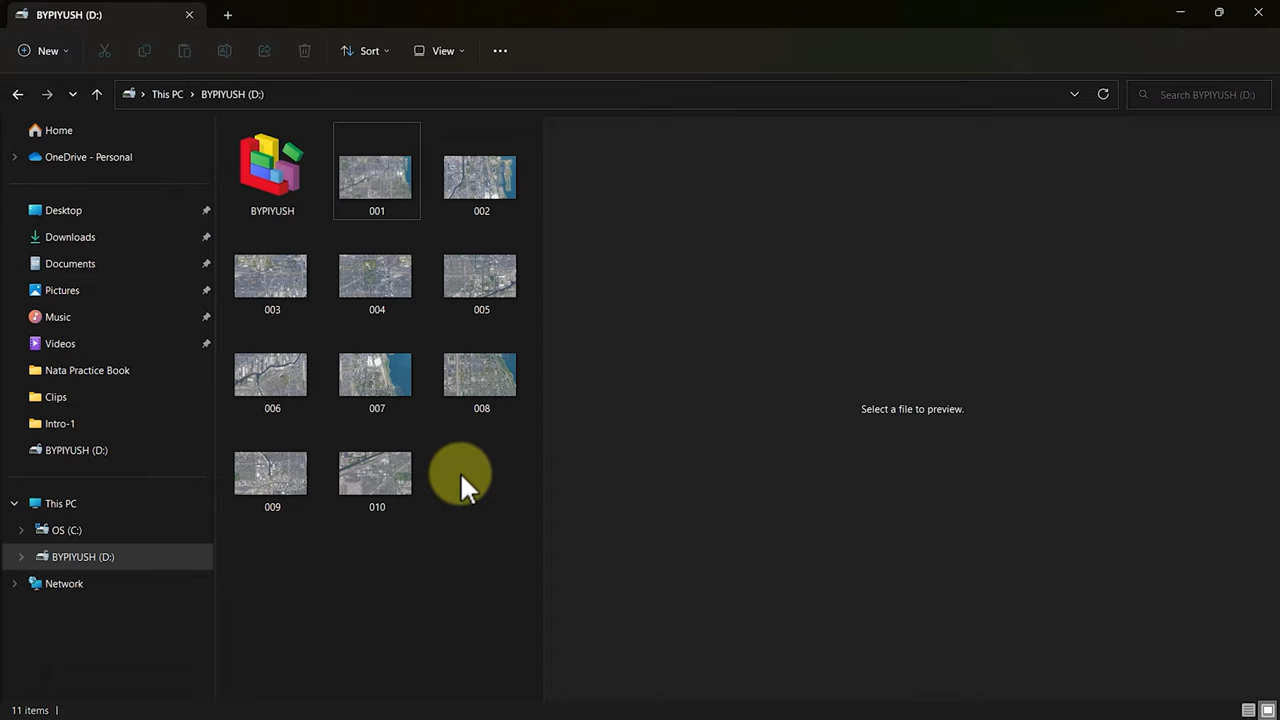 BYPIYUSH (D:)
New
Sort
View
This PC
BYPIYUSH (D:)
Search BYPIYUSH (D:)
Home
OneDrive - Personal
Desktop
Downloads
Documents
Pictures
Music
Videos
Nata Practice Book
Clips
Intro-1
BYPIYUSH (D:)
This PC
OS (C:)
BYPIYUSH (D:)
Network
BYPIYUSH
001
002
003
004
005
006
007
008
009
010
Select a file to preview.
11 items